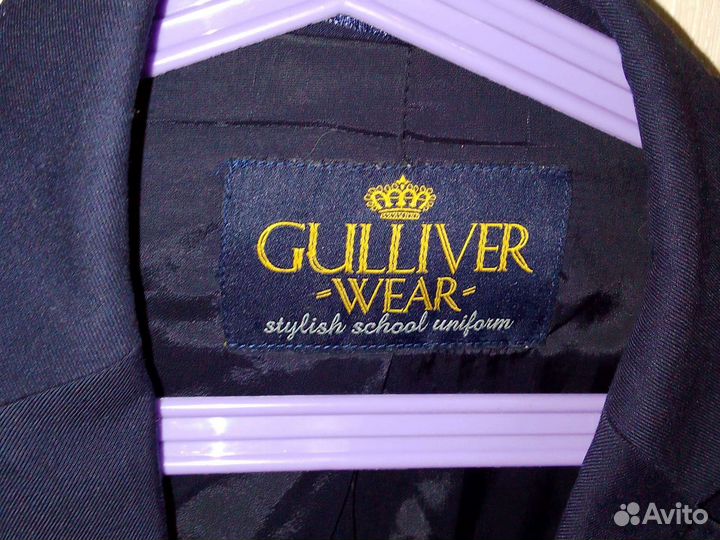 GULLIVER
-WEAR-
stylish school uniform
Avito